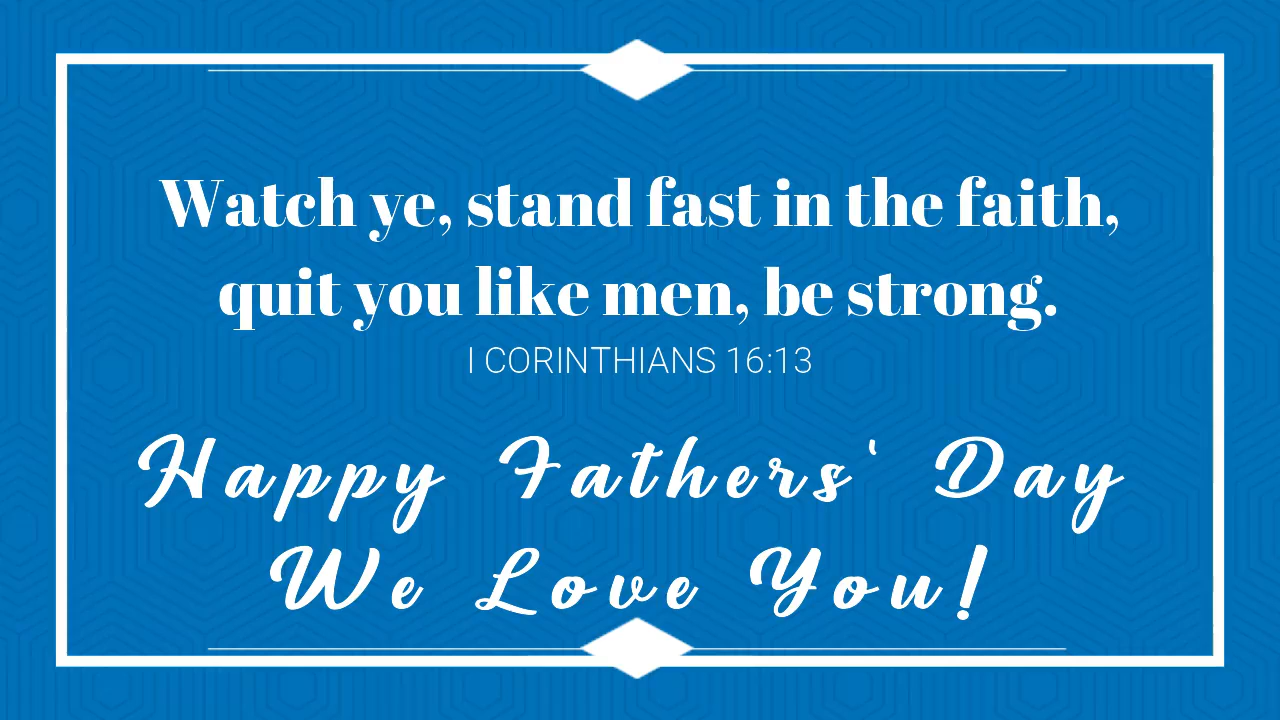 Watch ye, stand fast in the faith,
quit you like men, be strong.
I CORINTHIANS 16:13
Happy Fathers' Day
We Love You!